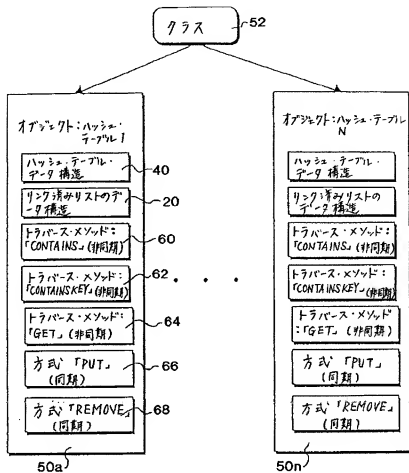 クラス
52
オブジェクト:ハッシュ・
テーブル1
ハッシュ・テーブル・
データ構造
40
リンク済みリストのデ
ータ構造
20
トラバース・メソッド:
「CONTAINS」(非同期)
60
トラバース・メソッド:
「CONTAINSKEY」(非同期)
62
トラバース・メソッド:
「GET」(非同期)
64
方式「PUT」
(同期)
66
方式「REMOVE」
(同期)
68
50a
オブジェクト:ハッシュ・テーブル
N
ハッシュ・テーブル・
データ構造
リンク済みリストの
データ構造
トラバース・メソッド:
「CONTAINS」(非同期)
トラバース・メソッド:
「CONTAINSKEY」(非同期)
トラバース・メソッド
:「GET」(非同期)
方式「PUT」
(同期)
方式「REMOVE」
(同期)
50n